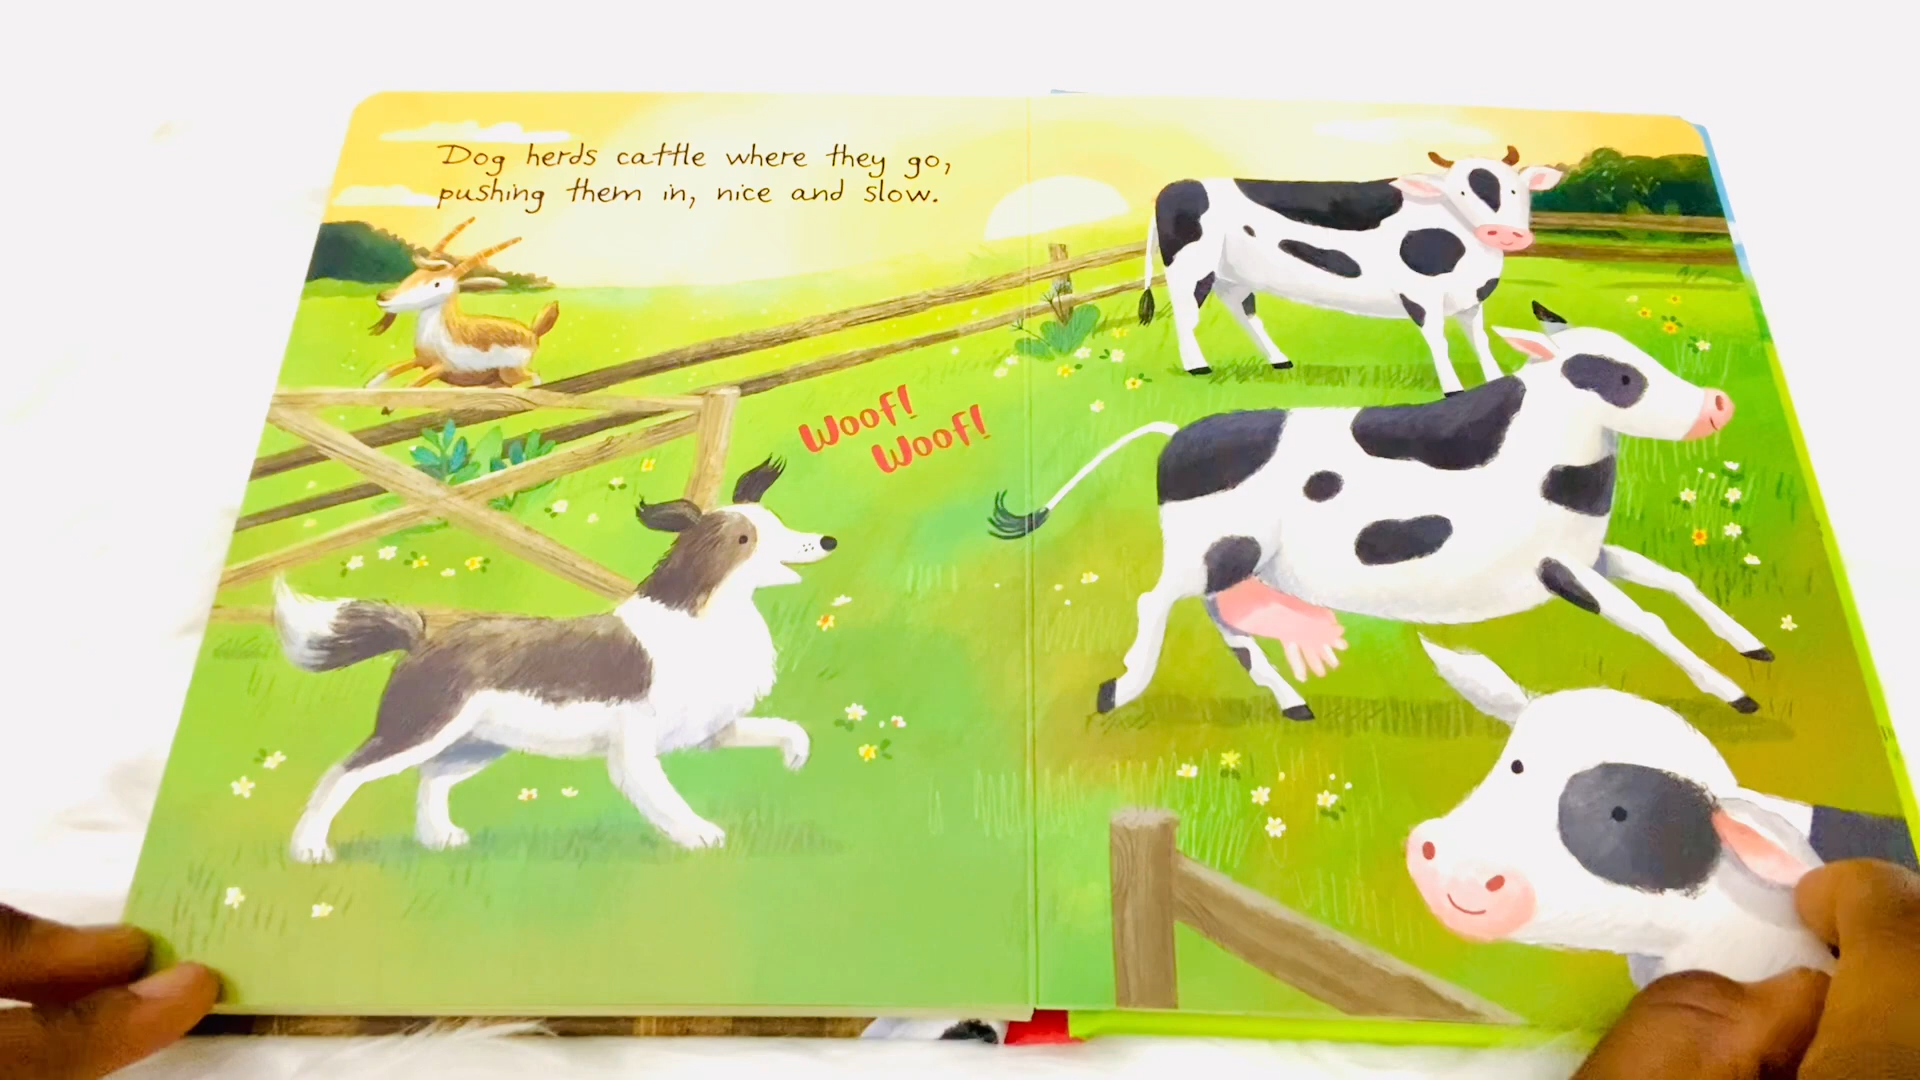 Dog herds cattle where they go,
pushing them in, nice and slow.
Woof!
Woof!